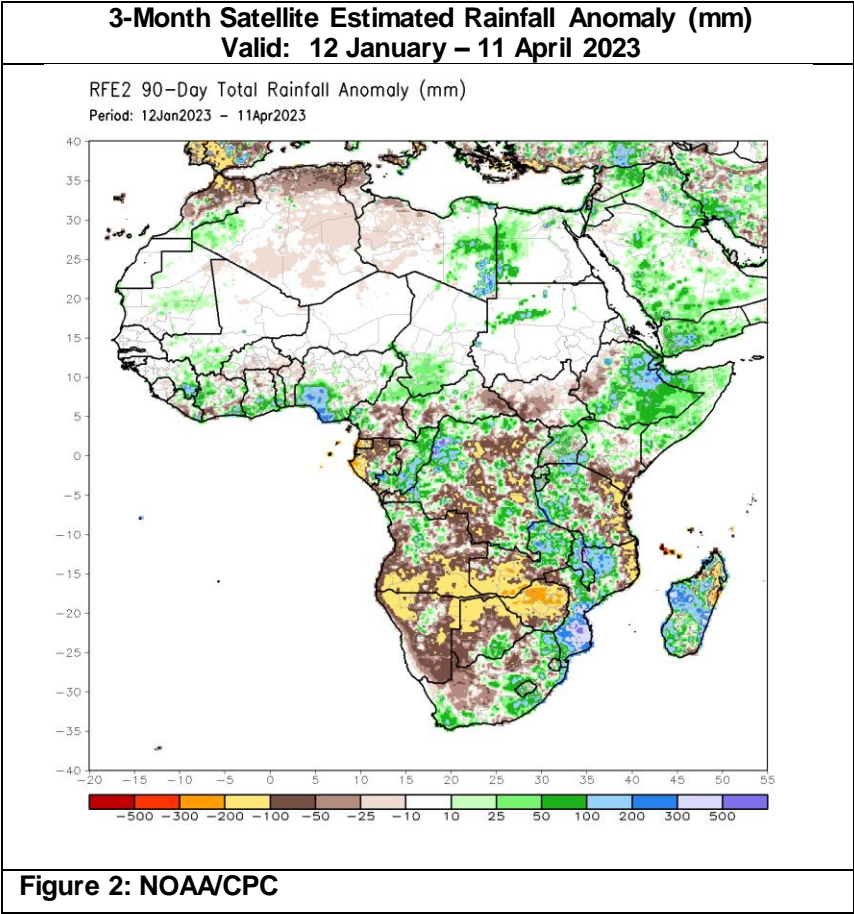 3-Month Satellite Estimated Rainfall Anomaly (mm)
Valid: 12 January – 11 April 2023
RFE2 90-Day Total Rainfall Anomaly (mm)
Period: 12Jan2023 – 11Apr2023
40
35
30
25
20
15
10
5
0
-5
-10
-15
-20
-25
-30
-35
-40
-20 -15 -10 -5 0 5 10 15 20 25 30 35 40 45 50 55
-500 -300 -200 -100 -50 -25 -10 10 25 50 100 200 300 500
Figure 2: NOAA/CPC